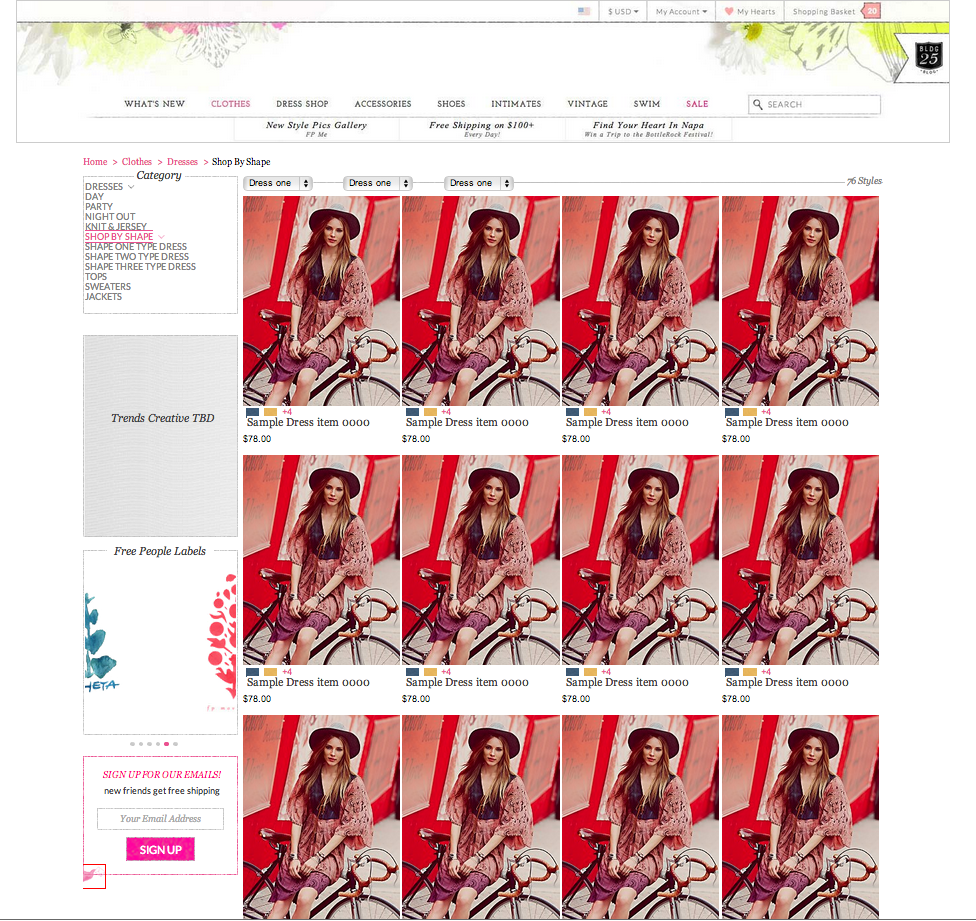 $ USD My Account My Hearts Shopping Basket 20
BLDG
25
BLOG
WHAT'S NEW CLOTHES DRESS SHOP ACCESSORIES SHOES INTIMATES VINTAGE SWIM SALE SEARCH
New Style Pics Gallery Free Shipping on $100+ Find Your Heart In Napa
FP Me Every Day! Win a Trip to the BottleRock Festival!
Home > Clothes > Dresses > Shop By Shape
Category
DRESSES
DAY
PARTY
NIGHT OUT
KNIT & JERSEY
SHOP BY SHAPE
SHAPE ONE TYPE DRESS
SHAPE TWO TYPE DRESS
SHAPE THREE TYPE DRESS
TOPS
SWEATERS
JACKETS
Trends Creative TBD
Free People Labels
SIGN UP FOR OUR EMAILS!
new friends get free shipping
Your Email Address
SIGN UP
Dress one Dress one Dress one 76 Styles
+4 +4 +4 +4
Sample Dress item 0000 Sample Dress item 0000 Sample Dress item 0000 Sample Dress item 0000
$78.00 $78.00 $78.00 $78.00
+4 +4 +4 +4
Sample Dress item 0000 Sample Dress item 0000 Sample Dress item 0000 Sample Dress item 0000
$78.00 $78.00 $78.00 $78.00